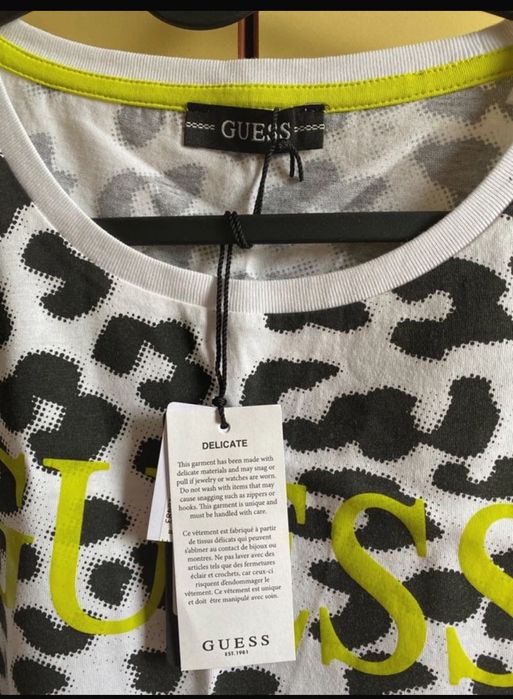 GUESS
DELICATE
This garment has been made with
delicate materials and may snag or
pull if jewelry or watches are worn.
Do not wash with items that may
cause snagging such as zippers or
hooks. This garment is unique and
must be handled with care.
Ce vêtement est fabriqué à partir
de tissus délicats qui peuvent
s'abîmer au contact de bijoux ou
montres. Ne pas laver avec des
articles tels que des fermetures
éclair et crochets, car ceux-ci
risquent d'endommager le
vêtement. Ce vêtement est unique
et doit être manipulé avec soin.
GUESS
EST. 1981
GUESS